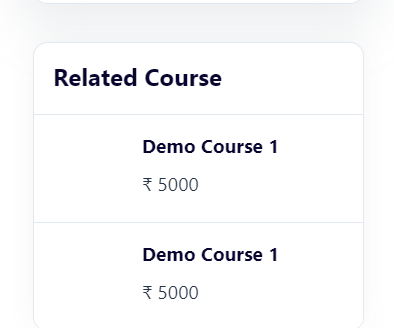 Related Course
Demo Course 1
₹ 5000
Demo Course 1
₹ 5000